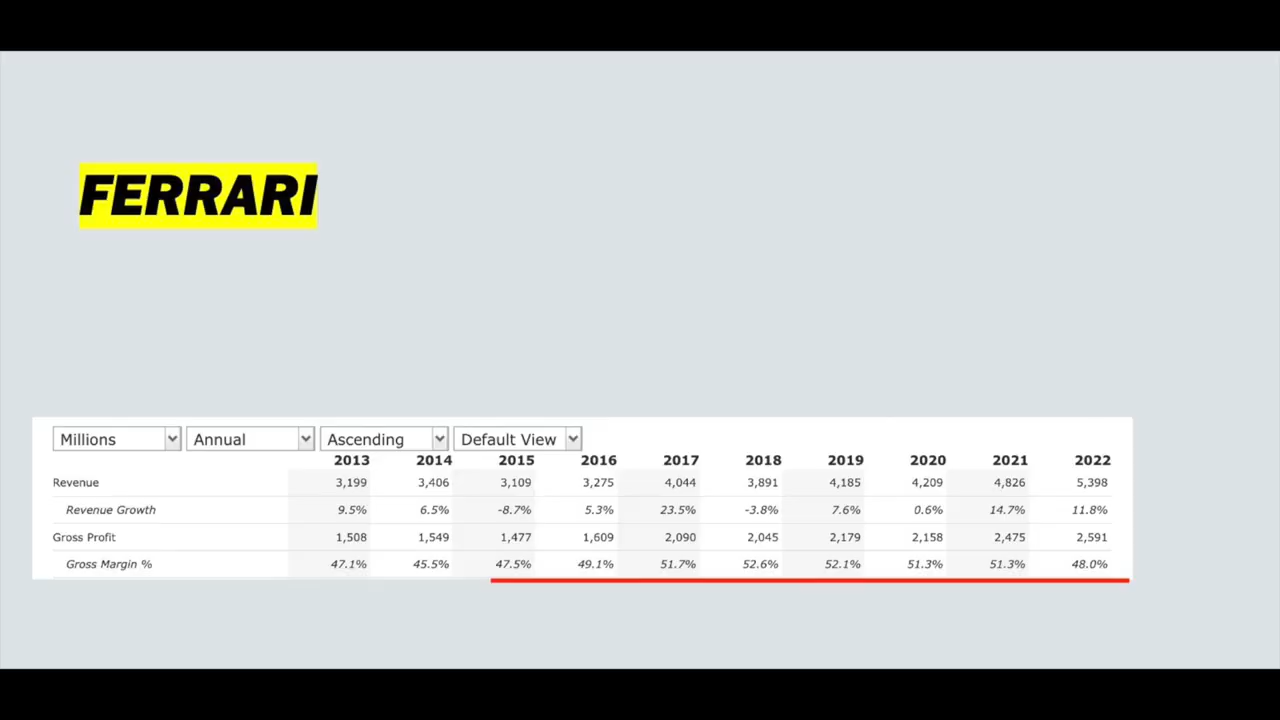 FERRARI
Millions Annual Ascending Default View
2013 2014 2015 2016 2017 2018 2019 2020 2021 2022
Revenue 3,199 3,406 3,109 3,275 4,044 3,891 4,185 4,209 4,826 5,398
Revenue Growth 9.5% 6.5% -8.7% 5.3% 23.5% -3.8% 7.6% 0.6% 14.7% 11.8%
Gross Profit 1,508 1,549 1,477 1,609 2,090 2,045 2,179 2,158 2,475 2,591
Gross Margin % 47.1% 45.5% 47.5% 49.1% 51.7% 52.6% 52.1% 51.3% 51.3% 48.0%